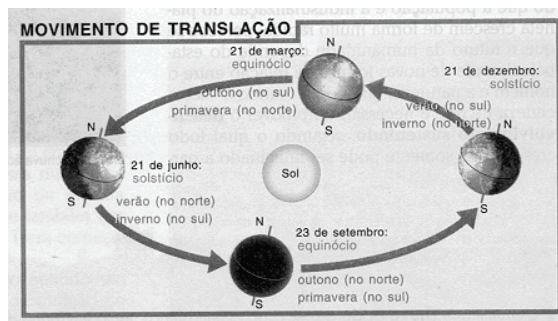 MOVIMENTO DE TRANSLAÇÃO
N
S
21 de março:
equinócio
outono (no sul)
primavera (no norte)
21 de dezembro:
solstício
verão (no sul)
inverno (no norte)
N
S
N
S
21 de junho:
solstício
verão (no norte)
inverno (no sul)
Sol
N
S
23 de setembro:
equinócio
outono (no norte)
primavera (no sul)